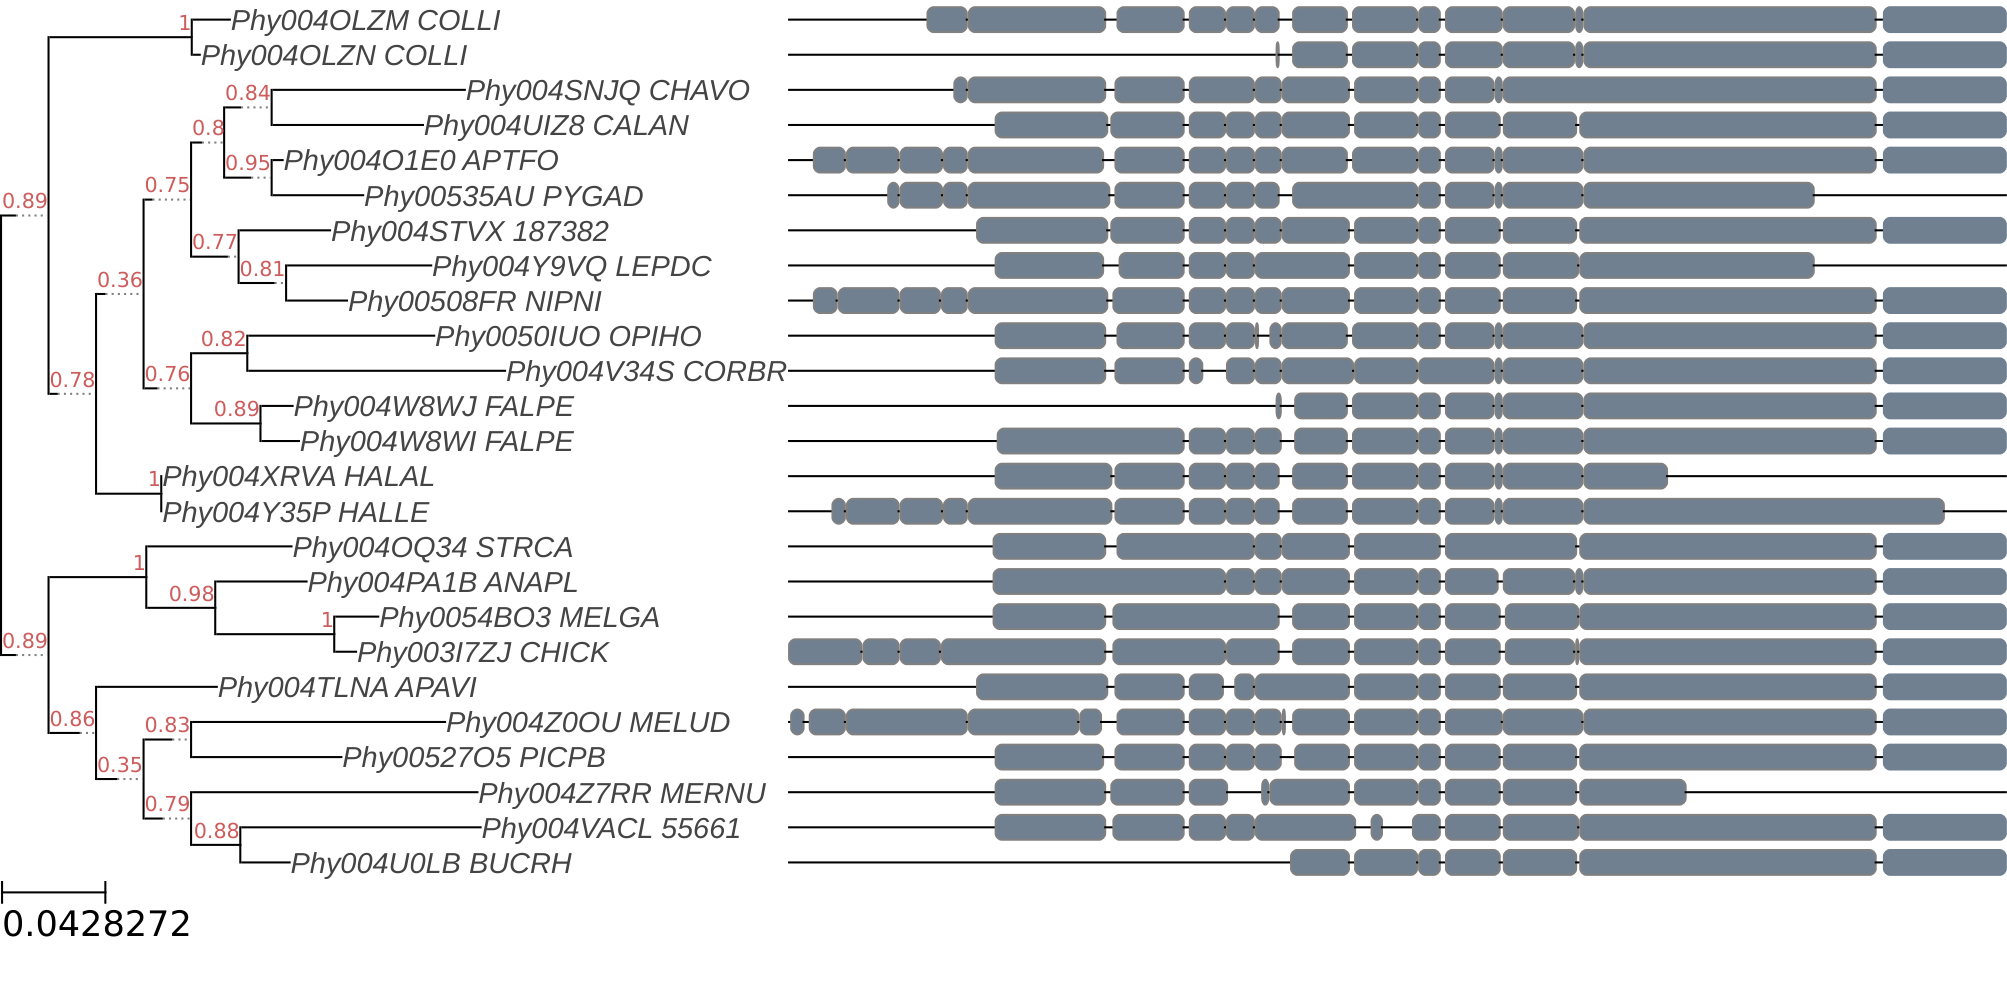 1
Phy004OLZM COLLI
Phy004OLZN COLLI
0.84
Phy004SNJQ CHAVO
0.8
Phy004UIZ8 CALAN
0.95
Phy004O1E0 APTFO
0.75
Phy00535AU PYGAD
0.89
0.77
Phy004STVX 187382
0.81
Phy004Y9VQ LEPDC
0.36
Phy00508FR NIPNI
0.82
Phy0050IUO OPIHO
0.78
0.76
Phy004V34S CORBR
0.89
Phy004W8WJ FALPE
Phy004W8WI FALPE
1
Phy004XRVA HALAL
Phy004Y35P HALLE
1
Phy004OQ34 STRCA
0.98
Phy004PA1B ANAPL
1
Phy0054BO3 MELGA
0.89
Phy003I7ZJ CHICK
Phy004TLNA APAVI
0.86
0.83
Phy004Z0OU MELUD
0.35
Phy00527O5 PICPB
0.79
Phy004Z7RR MERNU
0.88
Phy004VACL 55661
Phy004U0LB BUCRH
0.0428272